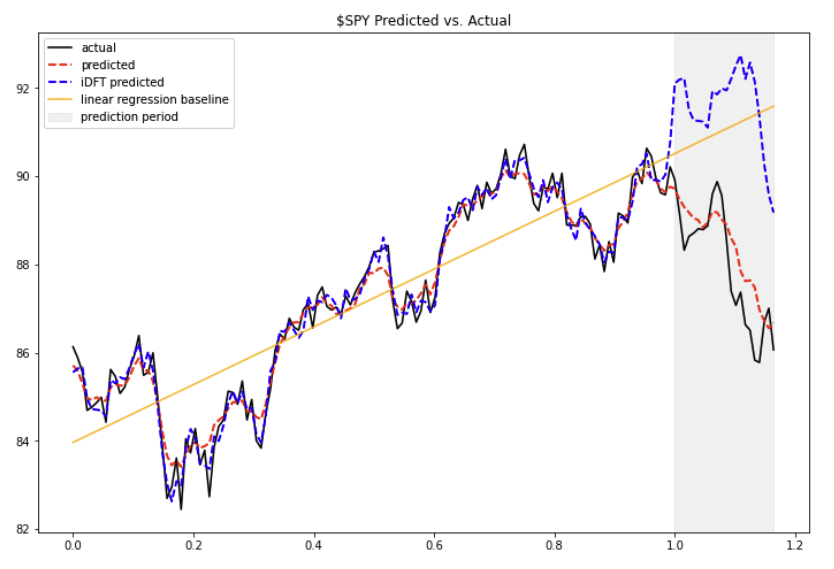 $SPY Predicted vs. Actual
actual
predicted
iDFT predicted
linear regression baseline
prediction period
92
90
88
86
84
82
0.0 0.2 0.4 0.6 0.8 1.0 1.2